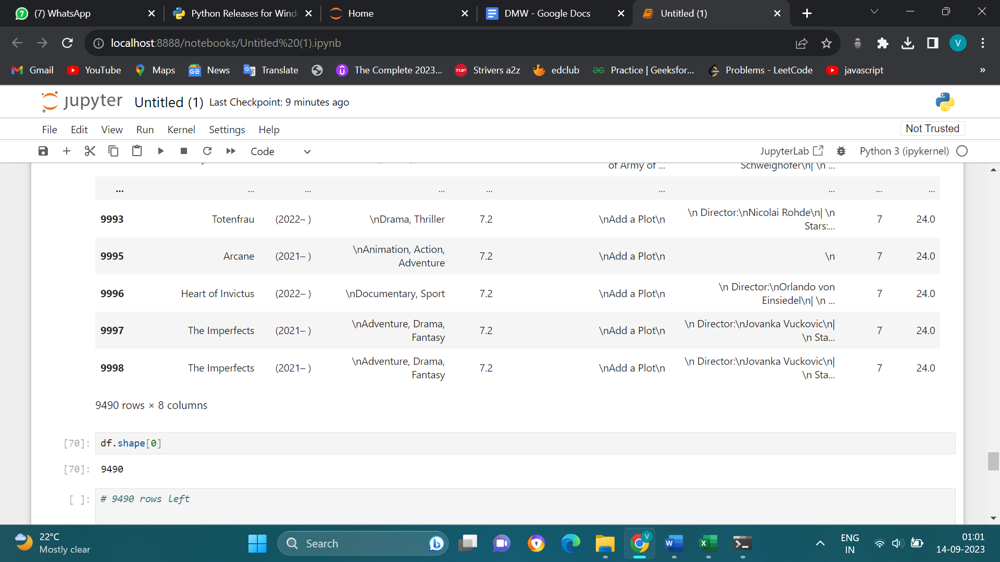 (7) WhatsApp
Python Releases for Wind
Home
DMW - Google Docs
Untitled (1)
localhost:8888/notebooks/Untitled%20(1).ipynb
V
Gmail
YouTube
Maps
News
Translate
The Complete 2023...
Strivers a2z
edclub
Practice | Geeksfor...
Problems - LeetCode
javascript
»
jupyter Untitled (1) Last Checkpoint: 9 minutes ago
File Edit View Run Kernel Settings Help
Not Trusted
Code
JupyterLab
Python 3 (ipykernel)
of Army of ... Schweighofer\n| \n ...
... ... ... ... ... ... ... ... ...
9993 Totenfrau (2022– ) \nDrama, Thriller 7.2 \nAdd a Plot\n \n Director:\nNicolai Rohde\n| \n 7 24.0
Stars:...
9995 Arcane (2021– ) \nAnimation, Action, 7.2 \nAdd a Plot\n \n 7 24.0
Adventure
9996 Heart of Invictus (2022– ) \nDocumentary, Sport 7.2 \nAdd a Plot\n \n Director:\nOrlando von 7 24.0
Einsiedel\n| \n ...
9997 The Imperfects (2021– ) \nAdventure, Drama, 7.2 \nAdd a Plot\n \n Director:\nJovanka Vuckovic\n| 7 24.0
Fantasy \n Sta...
9998 The Imperfects (2021– ) \nAdventure, Drama, 7.2 \nAdd a Plot\n \n Director:\nJovanka Vuckovic\n| 7 24.0
Fantasy \n Sta...
9490 rows × 8 columns
[70]: df.shape[0]
[70]: 9490
[ ]: # 9490 rows left
22°C
Mostly clear
Search
ENG
IN
01:01
14-09-2023